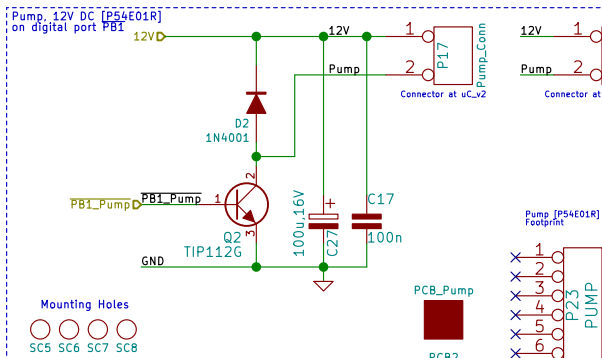 Pump, 12V DC [P54E01R]
on digital port PB1
12V
12V
1
P17
Pump_Conn
Pump
2
Connector at uC_v2
12V
1
Pump
2
Connector at
D2
1N4001
2
PB1_Pump
PB1_Pump
1
3
Q2
TIP112G
100u,16V
+
C27
C17
100n
GND
Pump [P54E01R]
Footprint
1
2
3
4
5
6
P23
PUMP
Mounting Holes
SC5 SC6 SC7 SC8
PCB_Pump
PCB2